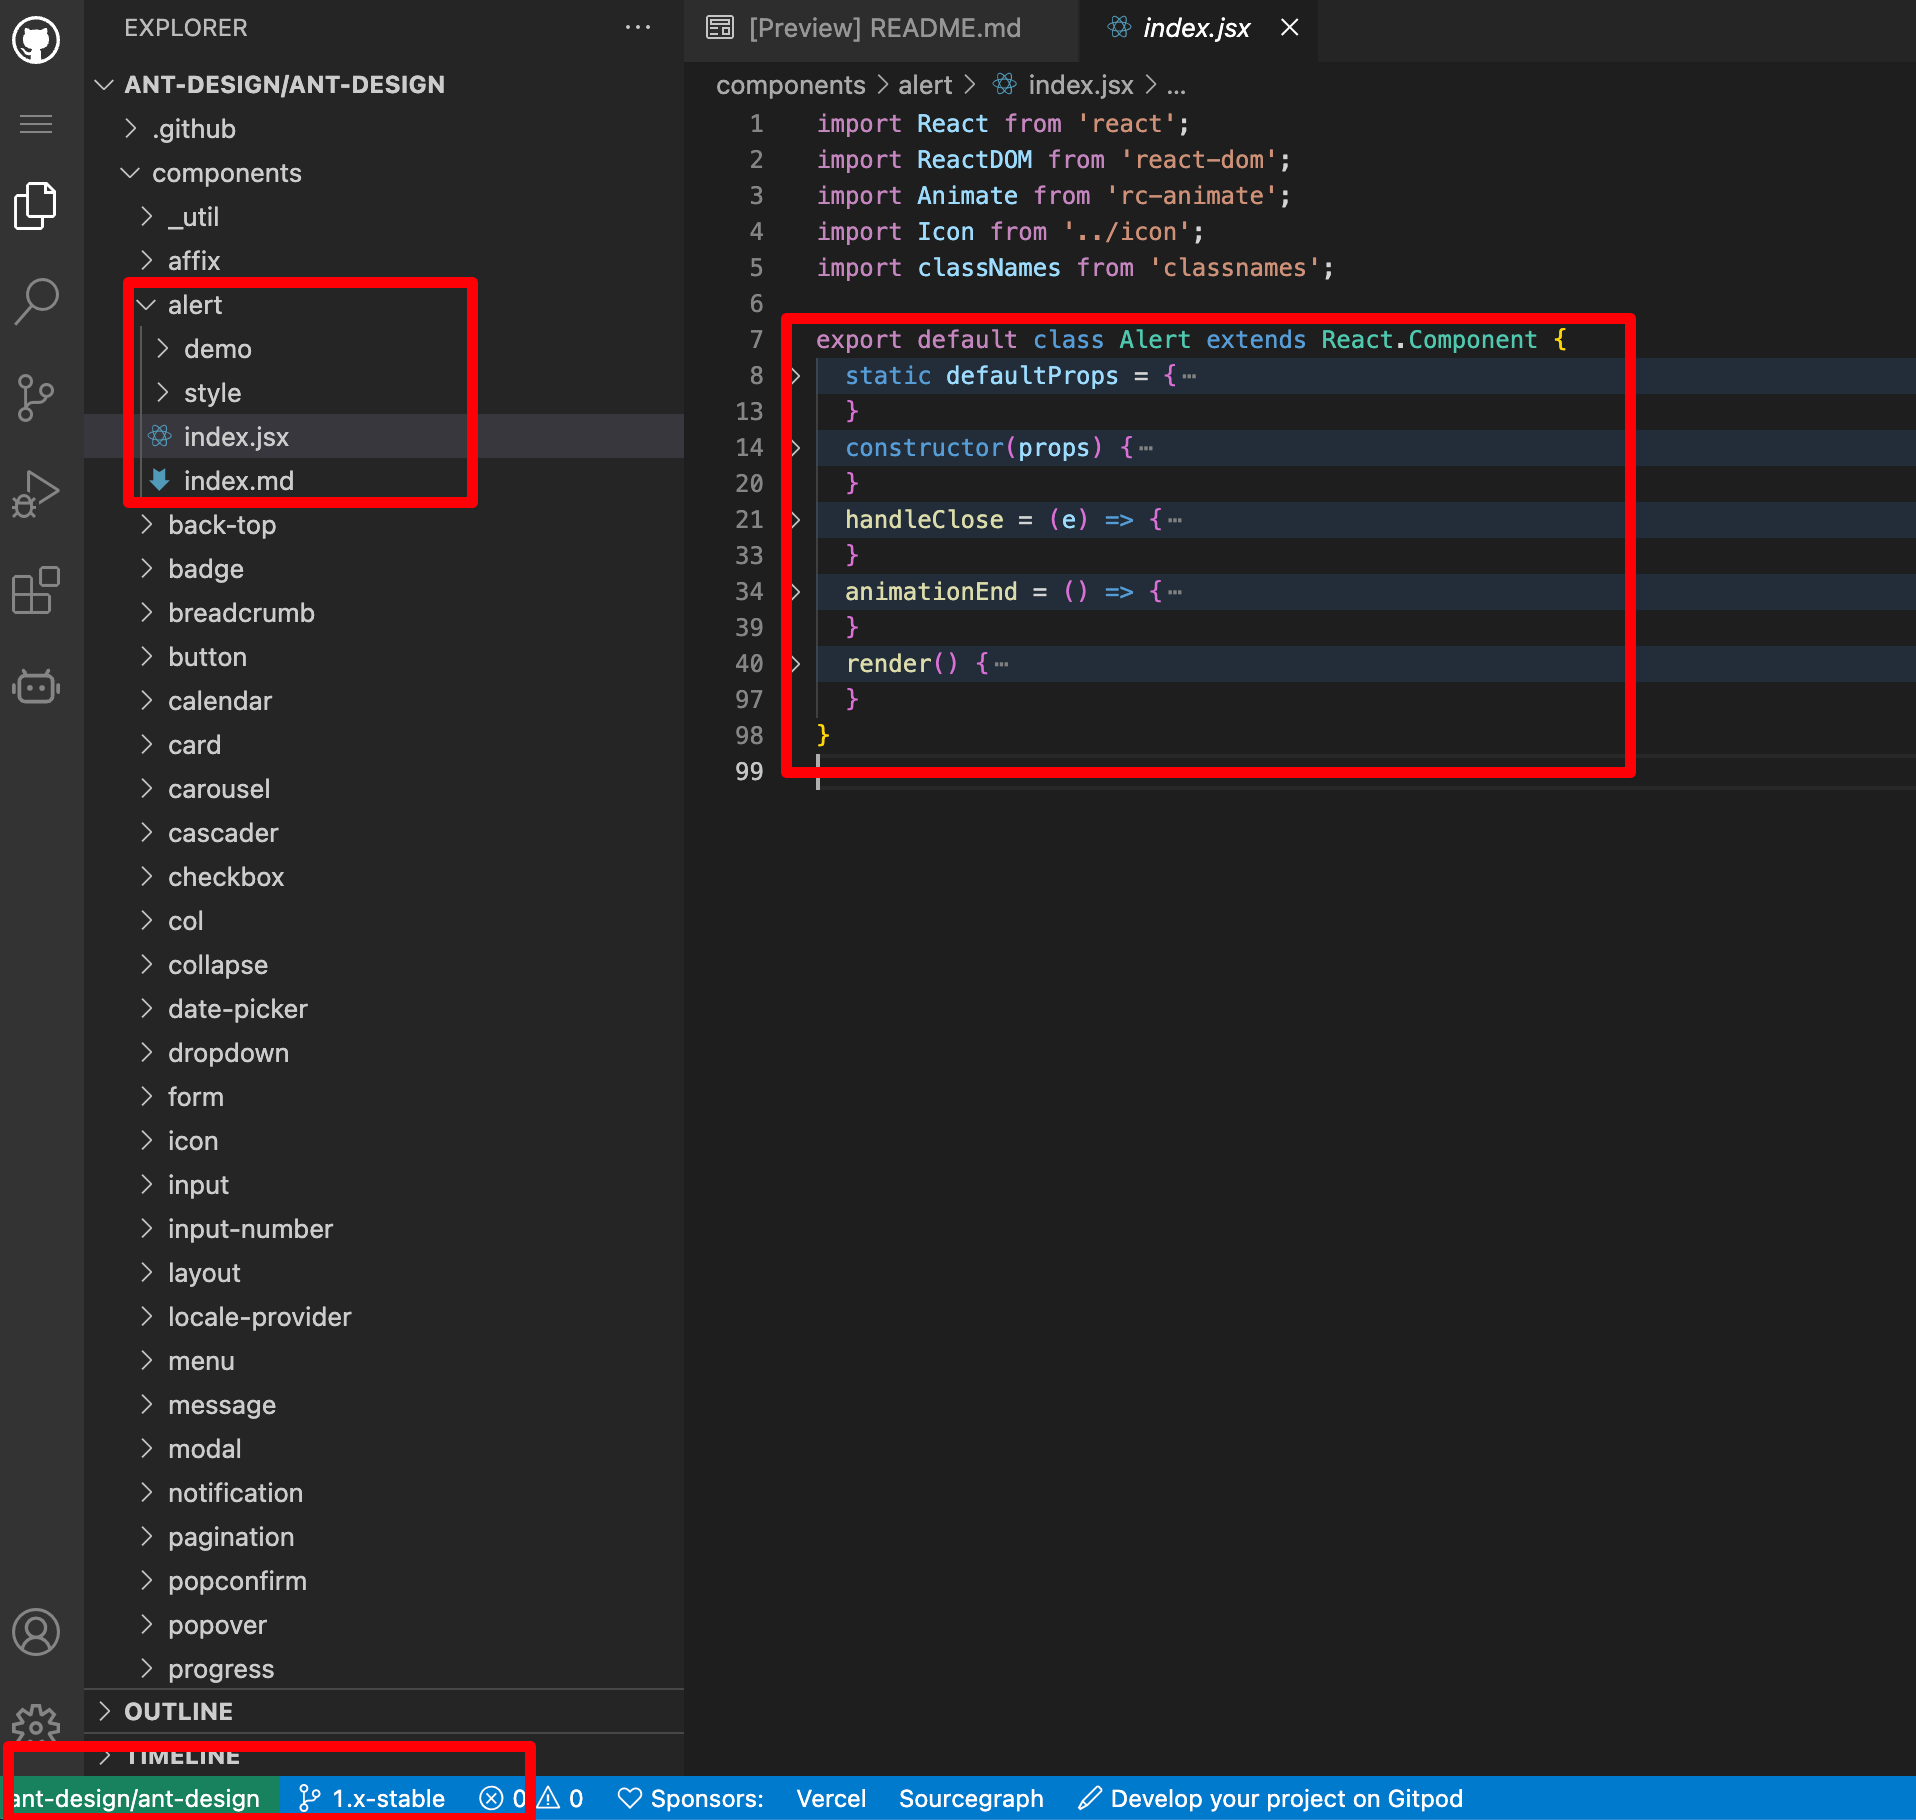 EXPLORER
ANT-DESIGN/ANT-DESIGN
.github
components
_util
affix
alert
demo
style
index.jsx
index.md
back-top
badge
breadcrumb
button
calendar
card
carousel
cascader
checkbox
col
collapse
date-picker
dropdown
form
icon
input
input-number
layout
locale-provider
menu
message
modal
notification
pagination
popconfirm
popover
progress
OUTLINE
TIMELINE
[Preview] README.md
index.jsx
components > alert > index.jsx > ...
1 import React from 'react';
2 import ReactDOM from 'react-dom';
3 import Animate from 'rc-animate';
4 import Icon from '../icon';
5 import classNames from 'classnames';
6
7 export default class Alert extends React.Component {
8 static defaultProps = {⋯
13 }
14 constructor(props) {⋯
20 }
21 handleClose = (e) => {⋯
33 }
34 animationEnd = () => {⋯
39 }
40 render() {⋯
97 }
98 }
99
ant-design/ant-design 1.x-stable 0 0 Sponsors: Vercel Sourcegraph Develop your project on Gitpod